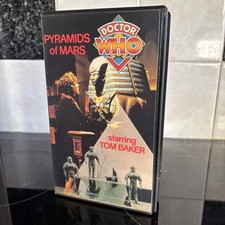 PYRAMIDS
of MARS
DOCTOR
WHO
starring
TOM BAKER